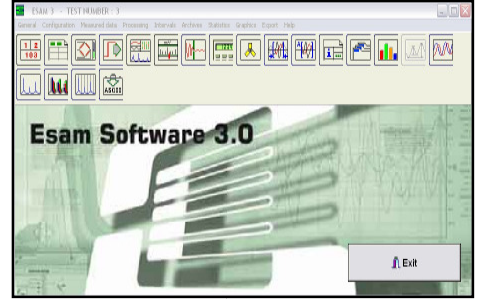 ESAM 3 - TEST NUMBER: 3
General Configuration Measured data Processing Intervals Archives Statistics Graphics Export Help
1 2
103
ASCII
Esam Software 3.0
Exit